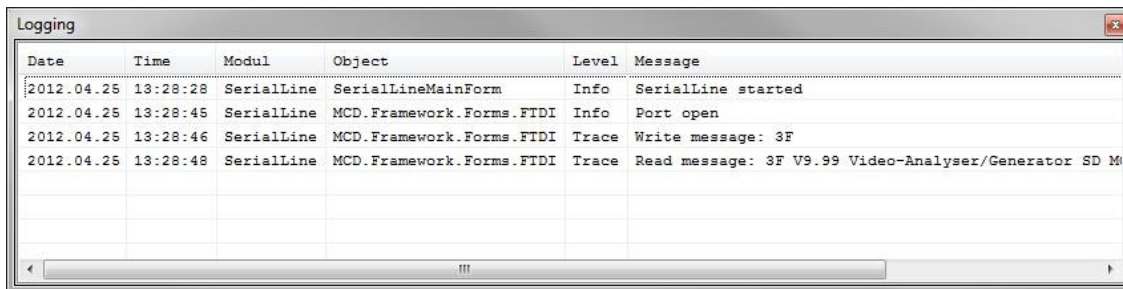 Logging
Date Time Modul Object Level Message
2012.04.25 13:28:28 SerialLine SerialLineMainForm Info SerialLine started
2012.04.25 13:28:45 SerialLine MCD.Framework.Forms.FTDI Info Port open
2012.04.25 13:28:46 SerialLine MCD.Framework.Forms.FTDI Trace Write message: 3F
2012.04.25 13:28:48 SerialLine MCD.Framework.Forms.FTDI Trace Read message: 3F V9.99 Video-Analyser/Generator SD